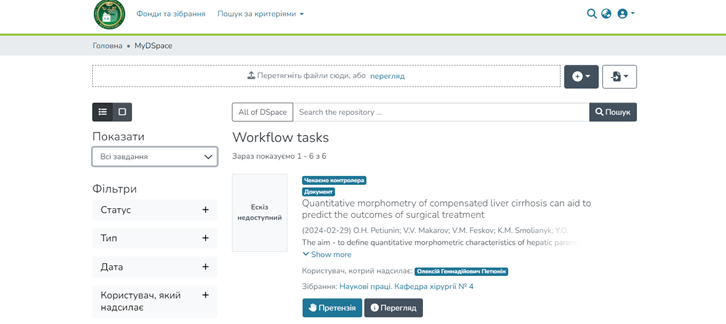 Фонди та зібрання Пошук за критеріями
Головна • MyDSpace
Перетягніть файли сюди, або перегляд
All of DSpace Search the repository ... Пошук
Показати
Всі завдання
Фільтри
Статус
Тип
Дата
Користувач, який
надсилає
Workflow tasks
Зараз показуємо 1 - 6 з 6
Ескіз
недоступний
Чекаємо контролера
Документ
Quantitative morphometry of compensated liver cirrhosis can aid to
predict the outcomes of surgical treatment
(2024-02-29) O.H. Petiunin; V.V. Makarov; V.M. Feskov; K.M. Smolianyk; Y.O.
The aim - to define quantitative morphometric characteristics of hepatic
Show more
Користувач, котрий надсилає: Олексій Геннадійович Петюнін
Зібрання: Наукові праці. Кафедра хірургії № 4
Претензія Перегляд